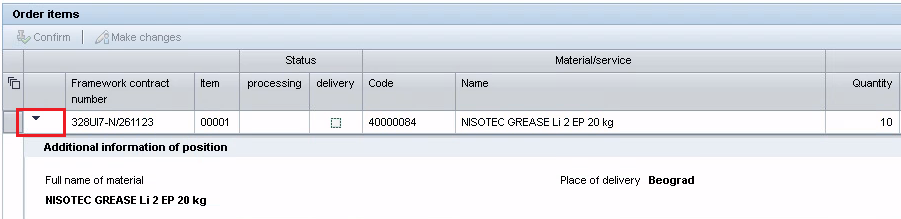 Order items
Confirm Make changes
Status Material/service
Framework contract number Item processing delivery Code Name Quantity
328UI7-N/261123 00001 40000084 NISOTEC GREASE Li 2 EP 20 kg 10
Additional information of position
Full name of material Place of delivery Beograd
NISOTEC GREASE Li 2 EP 20 kg